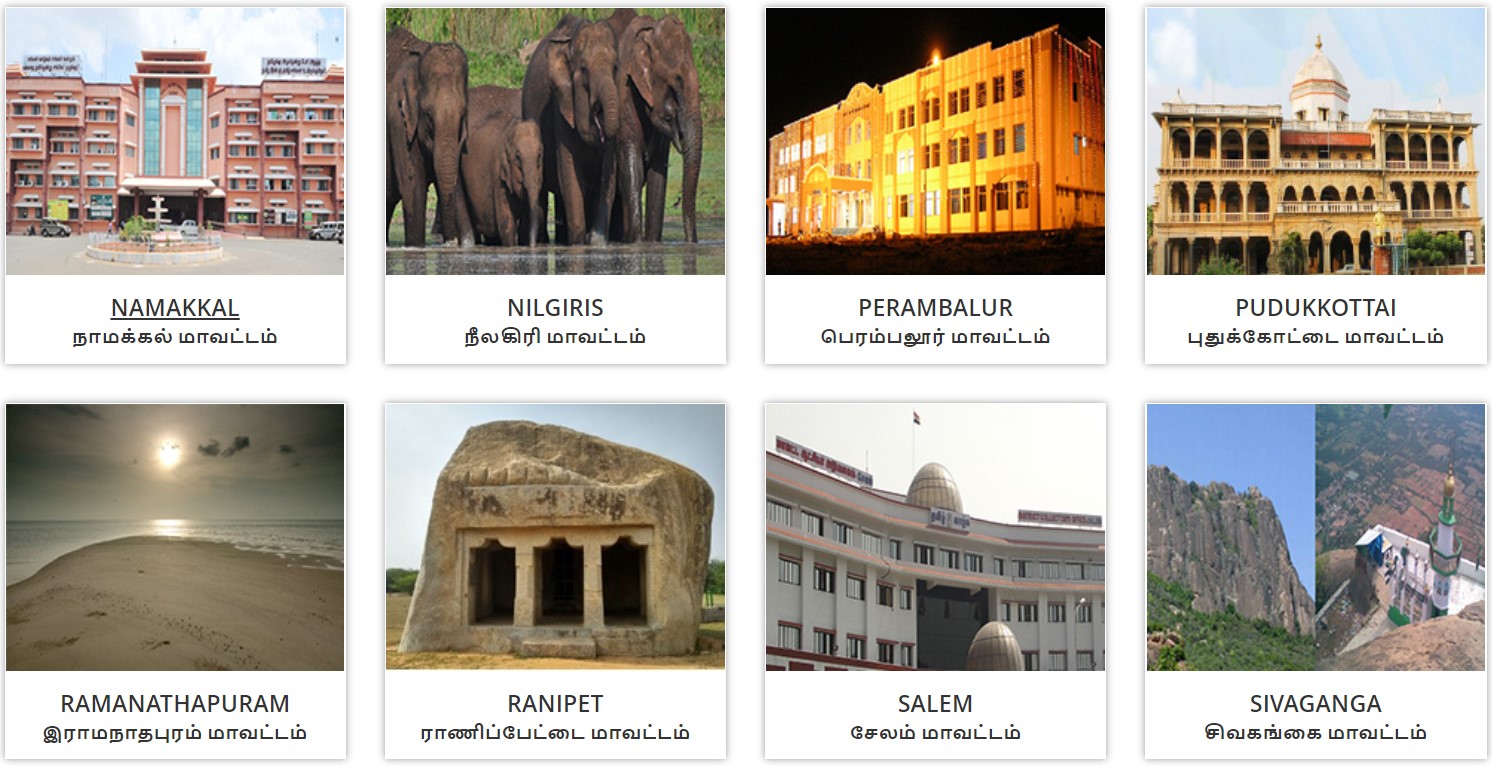 NAMAKKAL
நாமக்கல் மாவட்டம்
NILGIRIS
நீலகிரி மாவட்டம்
PERAMBALUR
பெரம்பலூர் மாவட்டம்
PUDUKKOTTAI
புதுக்கோட்டை மாவட்டம்
RAMANATHAPURAM
இராமநாதபுரம் மாவட்டம்
RANIPET
ராணிப்பேட்டை மாவட்டம்
SALEM
சேலம் மாவட்டம்
SIVAGANGA
சிவகங்கை மாவட்டம்